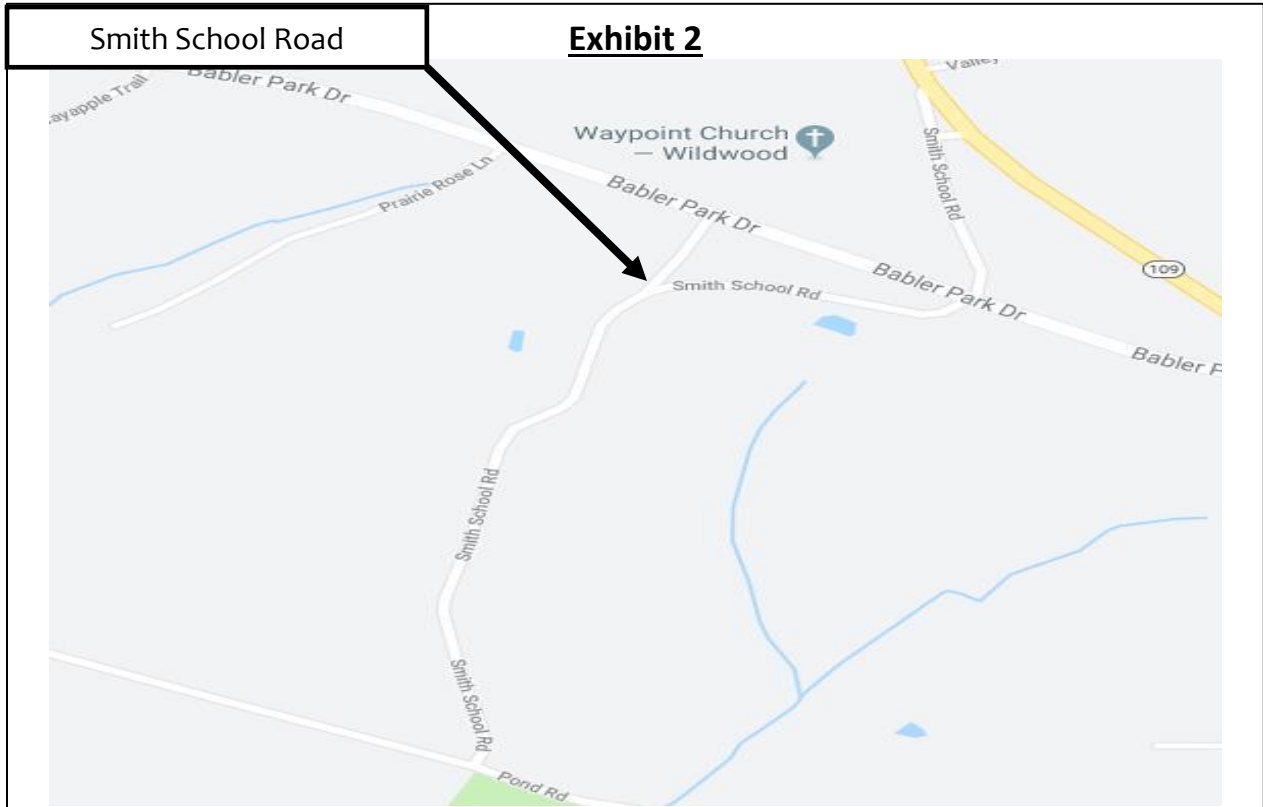 Smith School Road
Exhibit 2
Babler Park Dr
Valley
Waypoint Church
— Wildwood
Smith School Rd
Prairie Rose Ln
Babler Park Dr
109
Smith School Rd
Babler Park Dr
Babler P
Smith School Rd
Smith School Rd
Pond Rd